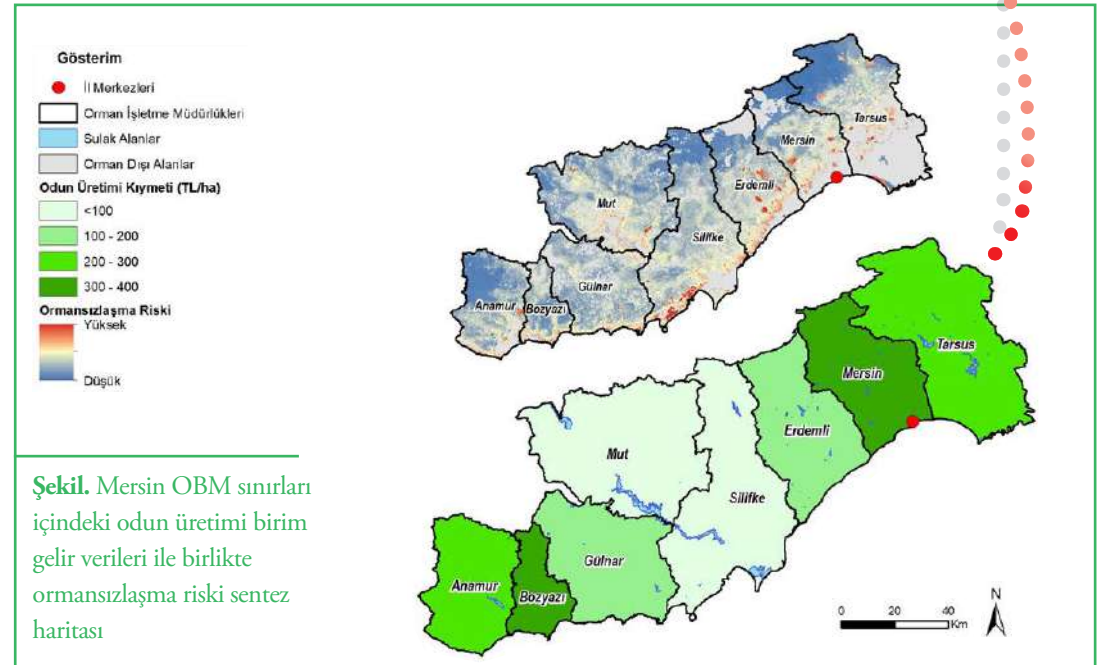 Gösterim
İl Merkezleri
Orman İşletme Müdürlükleri
Sulak Alanlar
Orman Dışı Alanlar
Odun Üretimi Kıymeti (TL/ha)
<100
100 - 200
200 - 300
300 - 400
Ormansızlaşma Riski
Yüksek
Düşük
Tarsus
Mersin
Erdemli
Mut
Silifke
Gülnar
Anamur
Bozyazı
Tarsus
Mersin
Erdemli
Mut
Silifke
Gülnar
Anamur
Bozyazı
N
0 20 40
Km
Şekil. Mersin OBM sınırları
içindeki odun üretimi birim
gelir verileri ile birlikte
ormansızlaşma riski sentez
haritası